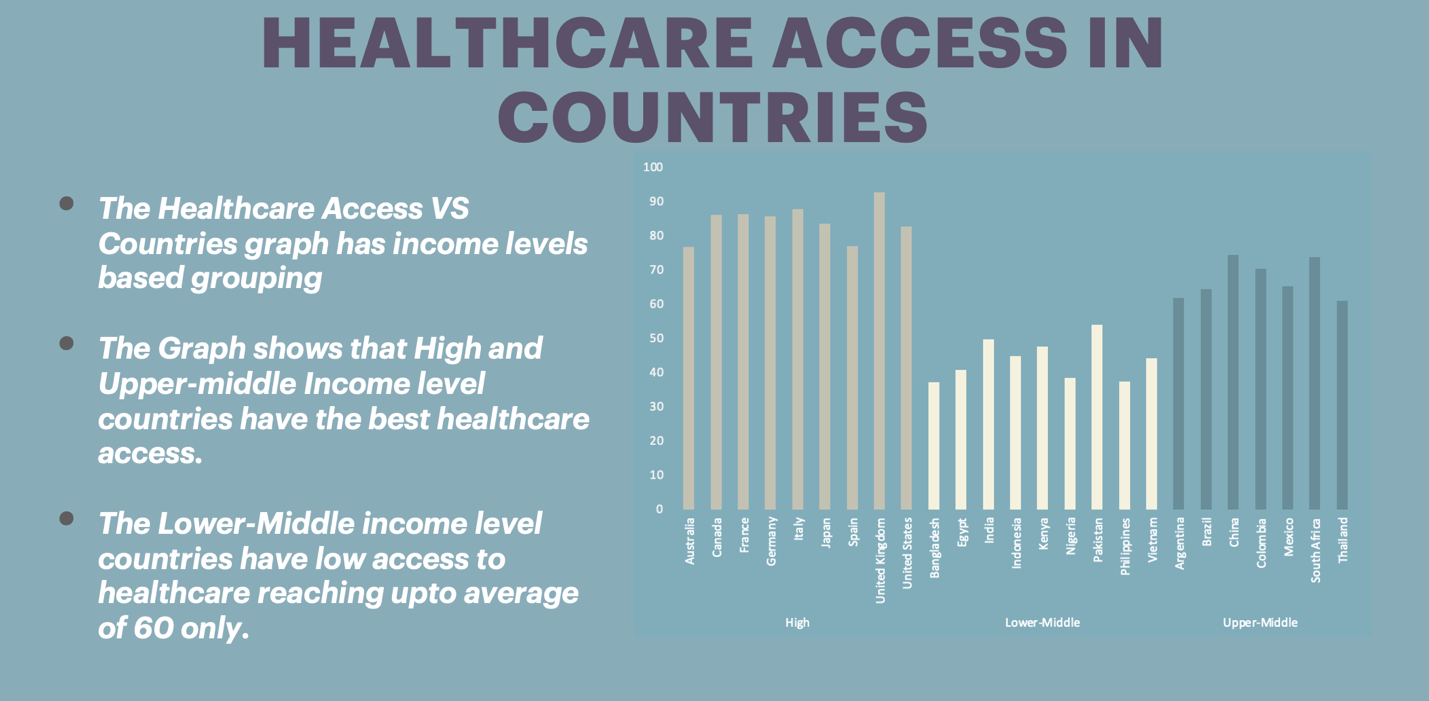 HEALTHCARE ACCESS IN
COUNTRIES
The Healthcare Access VS
Countries graph has income levels
based grouping
The Graph shows that High and
Upper-middle Income level
countries have the best healthcare
access.
The Lower-Middle income level
countries have low access to
healthcare reaching upto average
of 60 only.
100
90
80
70
60
50
40
30
20
10
0
Australia
Canada
France
Germany
Italy
Japan
Spain
United Kingdom
United States
Bangladesh
Egypt
India
Indonesia
Kenya
Nigeria
Pakistan
Philippines
Vietnam
Argentina
Brazil
China
Colombia
Mexico
South Africa
Thailand
High
Lower-Middle
Upper-Middle